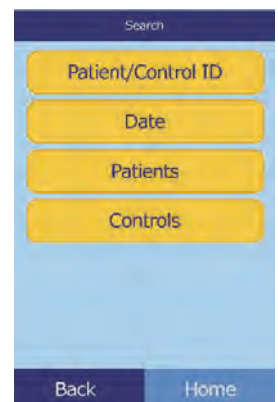 Search
Patient/Control ID
Date
Patients
Controls
Back Home